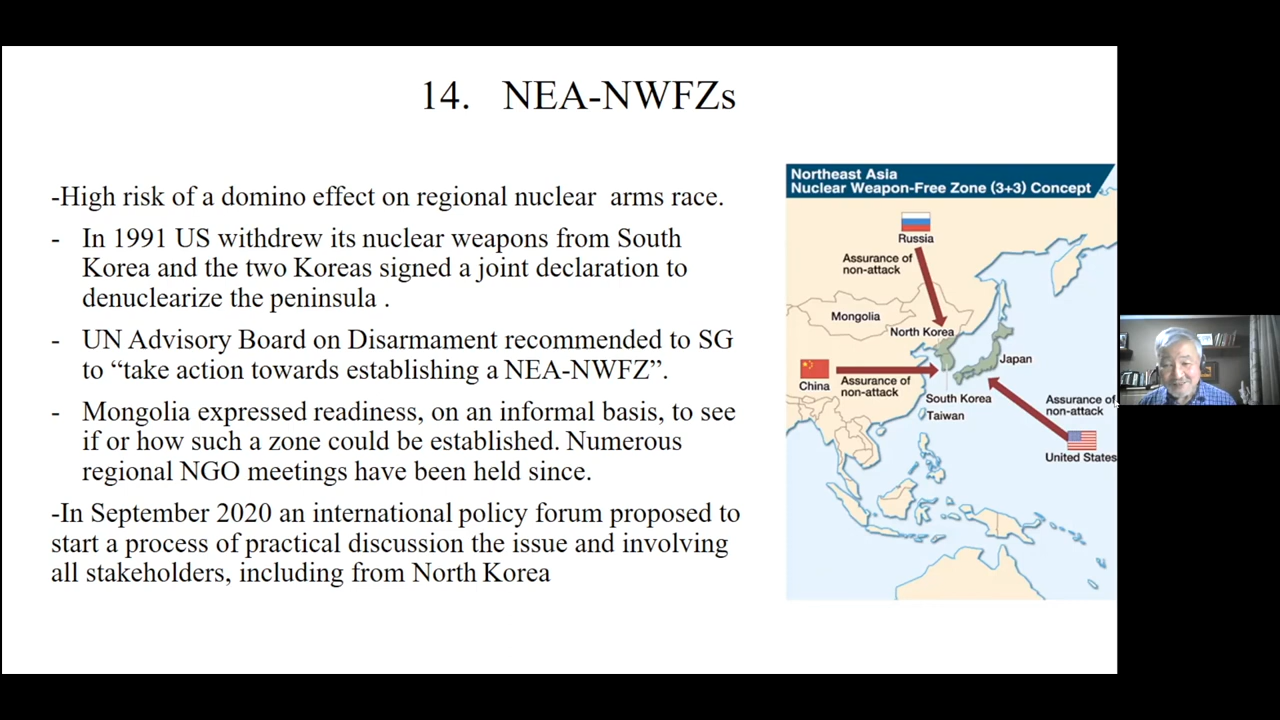 14. NEA-NWFZs
-High risk of a domino effect on regional nuclear arms race.
- In 1991 US withdrew its nuclear weapons from South
Korea and the two Koreas signed a joint declaration to
denuclearize the peninsula .
- UN Advisory Board on Disarmament recommended to SG
to “take action towards establishing a NEA-NWFZ”.
- Mongolia expressed readiness, on an informal basis, to see
if or how such a zone could be established. Numerous
regional NGO meetings have been held since.
-In September 2020 an international policy forum proposed to
start a process of practical discussion the issue and involving
all stakeholders, including from North Korea
Northeast Asia
Nuclear Weapon-Free Zone (3+3) Concept
Russia
Assurance of
non-attack
Mongolia
North Korea
Japan
China
Assurance of
non-attack
South Korea
Taiwan
Assurance of
non-attack
United States